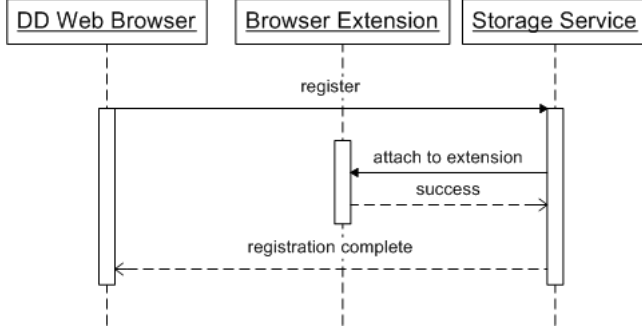 DD Web Browser
Browser Extension
Storage Service
register
attach to extension
success
registration complete